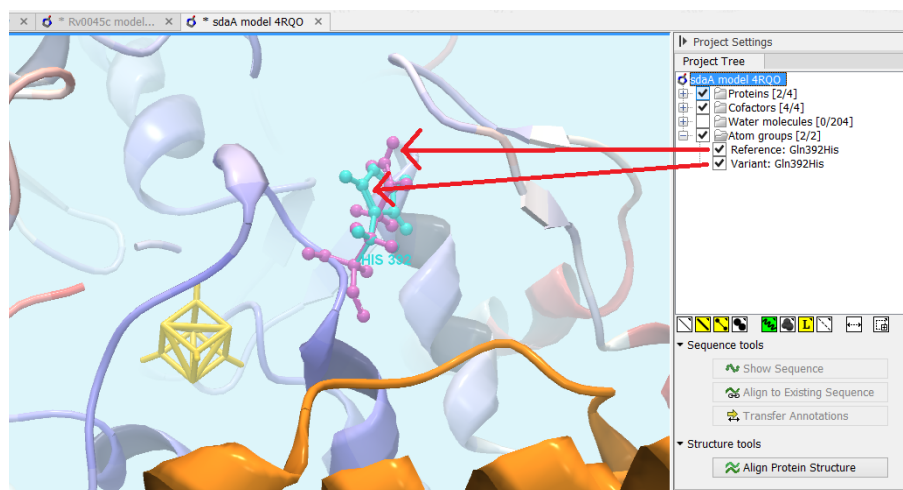 * Rv0045c model...
* sdaA model 4RQO
Project Settings
Project Tree
sdaA model 4RQO
Proteins [2/4]
Cofactors [4/4]
Water molecules [0/204]
Atom groups [2/2]
Reference: Gln392His
Variant: Gln392His
L
Sequence tools
Show Sequence
Align to Existing Sequence
Transfer Annotations
Structure tools
Align Protein Structure